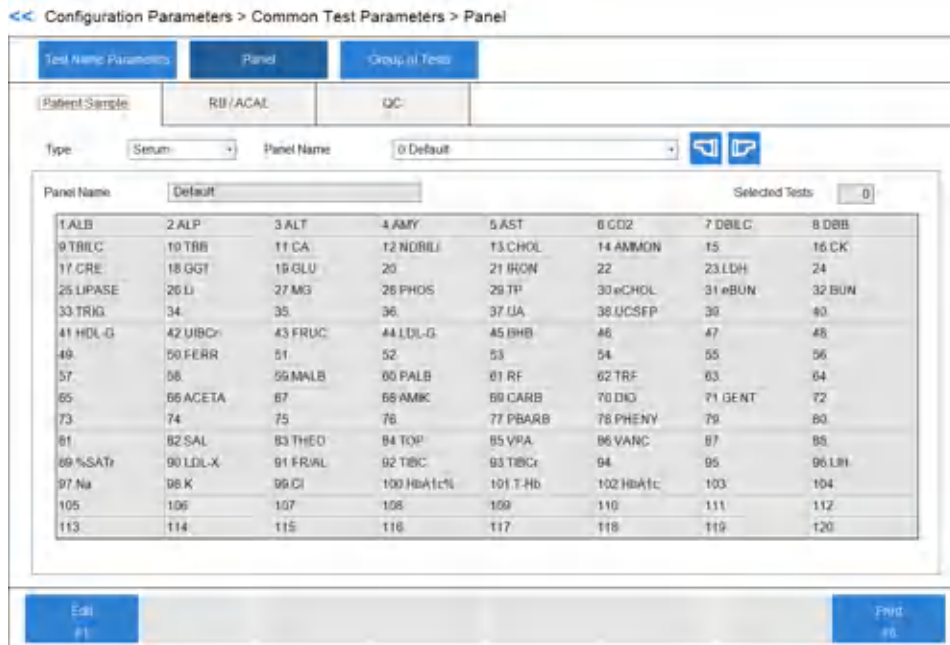 << Configuration Parameters > Common Test Parameters > Panel
Test Name Parameters Panel Group of Tests
Patient Sample RB/ACAL QC
Type Serum Panel Name 0 Default
Panel Name Default Selected Tests 0
1.ALB 2.ALP 3.ALT 4.AMY 5.AST 6.CO2 7.DBILC 8.DBB
9.TBILC 10.TBB 11.CA 12.NDBILI 13.CHOL 14.AMMON 15. 16.CK
17.CRE 18.GGT 19.GLU 20. 21.IRON 22. 23.LDH 24.
25.LIPASE 26.Li 27.MG 28.PHOS 29.TP 30.eCHOL 31.eBUN 32.BUN
33.TRIG 34. 35. 36. 37.UA 38.UCSFP 39. 40.
41.HDL-G 42.UIBCr 43.FRUC 44.LDL-G 45.BHB 46. 47. 48.
49. 50.FERR 51. 52. 53. 54. 55. 56.
57. 58. 59.MALB 60.PALB 61.RF 62.TRF 63. 64.
65. 66.ACETA 67. 68.AMIK 69.CARB 70.DIG 71.GENT 72.
73. 74. 75. 76. 77.PBARB 78.PHENY 79. 80.
81. 82.SAL 83.THEO 84.TOP 85.VPA 86.VANC 87. 88.
89.%SATr 90.LDL-X 91.FR/AL 92.TIBC 93.TIBCr 94. 95. 96.LIH
97.Na 98.K 99.Cl 100.HbA1c% 101.T-Hb 102.HbA1c 103. 104.
105. 106. 107. 108. 109. 110. 111. 112.
113. 114. 115. 116. 117. 118. 119. 120.
Edit Print
F1